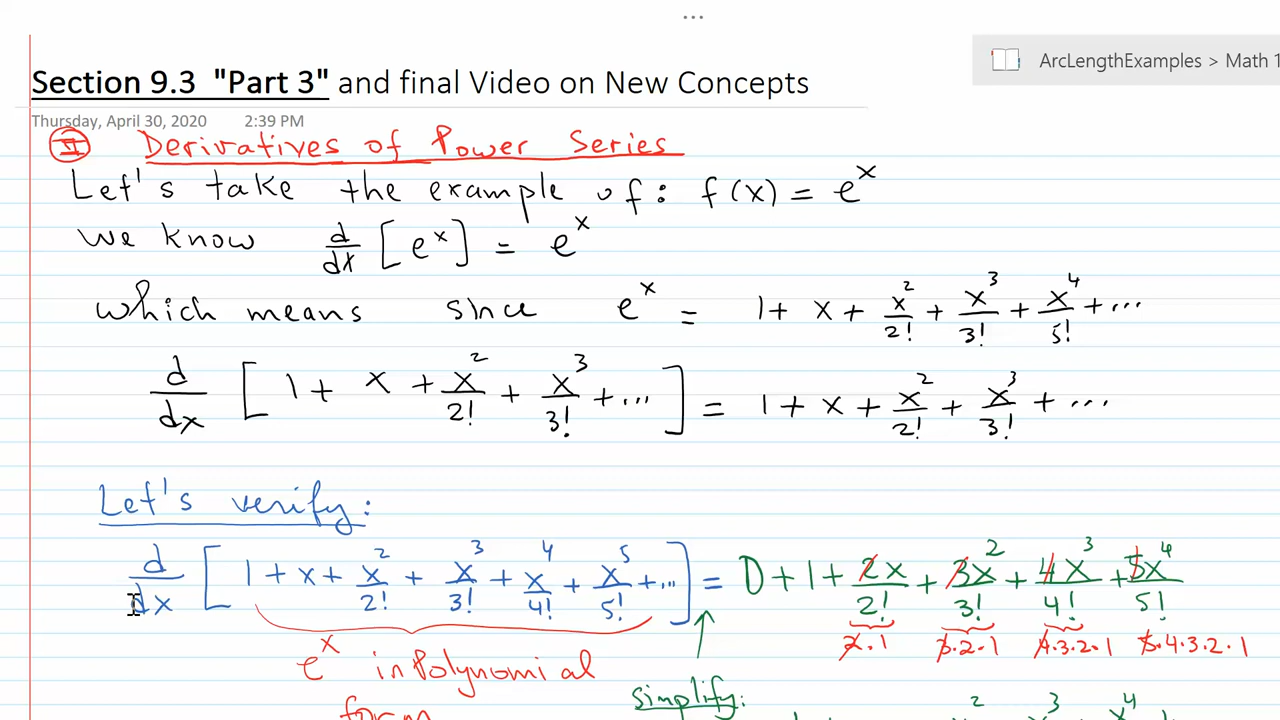 ...
Section 9.3 "Part 3" and final Video on New Concepts
ArcLengthExamples > Math 1
Thursday, April 30, 2020 2:39 PM
II Derivatives of Power Series
Let's take the example of: f(x) = e^x
We know d/dx [e^x] = e^x
which means since e^x = 1 + x + x^2/2! + x^3/3! + x^4/5! + ...
d/dx [1 + x + x^2/2! + x^3/3! + ...] = 1 + x + x^2/2! + x^3/3! + ...
Let's verify:
d/dx [1 + x + x^2/2! + x^3/3! + x^4/4! + x^5/5! + ...] = 0 + 1 + 2x/2! + 3x^2/3! + 4x^3/4! + 5x^4/5!
2·1 3·2·1 4·3·2·1 5·4·3·2·1
e^x in Polynomial
form
simplify: